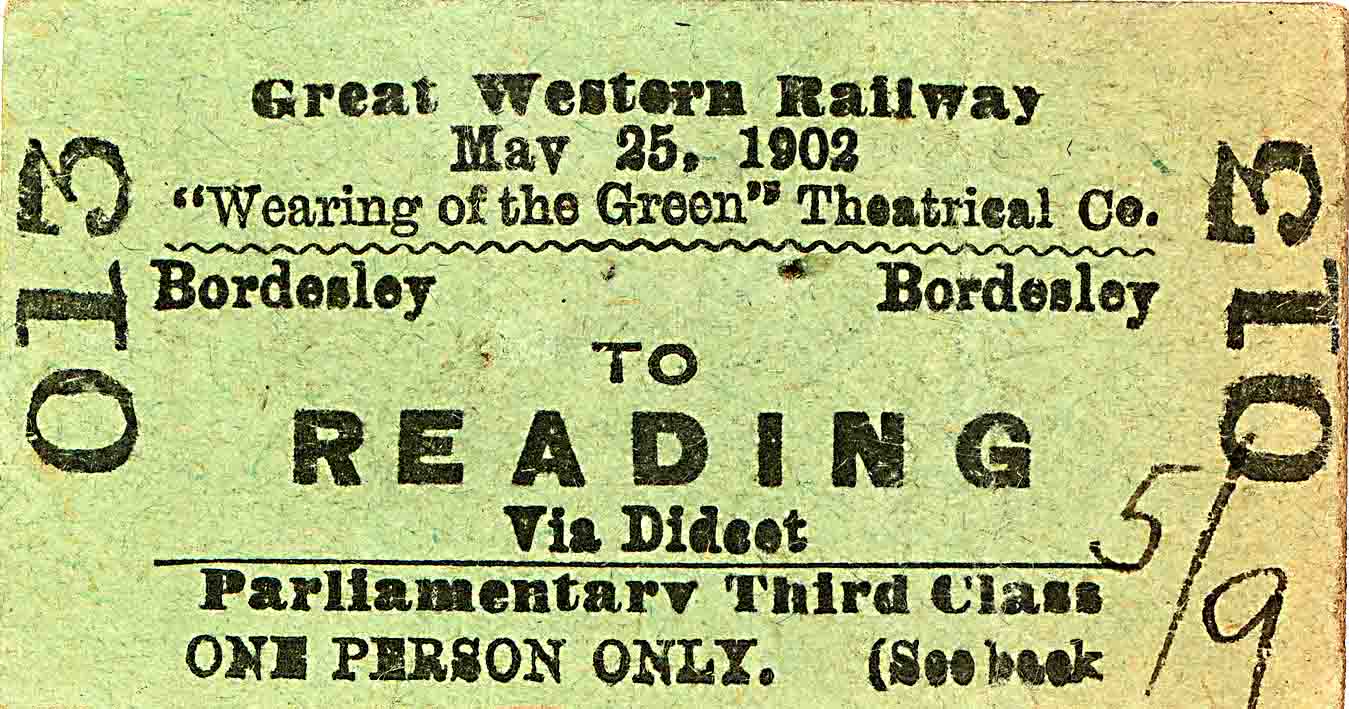 Great Western Railway
May 25, 1902
"Wearing of the Green" Theatrical Co.
Bordesley Bordesley
TO
READING
Via Didcot
Parliamentary Third Class
ONE PERSON ONLY. (See back
013
013
5/9